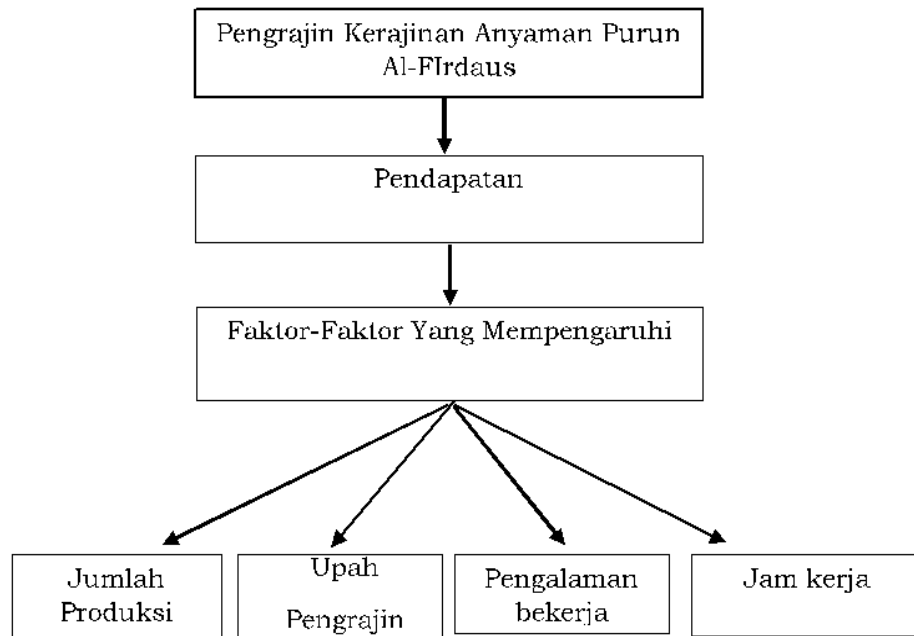 Pengrajin Kerajinan Anyaman Purun
Al-FIrdaus
Pendapatan
Faktor-Faktor Yang Mempengaruhi
Jumlah
Produksi
Upah
Pengrajin
Pengalaman
bekerja
Jam kerja